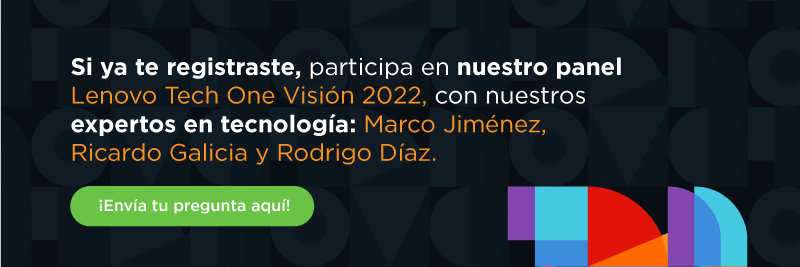 Si ya te registraste, participa en nuestro panel
Lenovo Tech One Visión 2022, con nuestros
expertos en tecnología: Marco Jiménez,
Ricardo Galicia y Rodrigo Díaz.
¡Envía tu pregunta aquí!